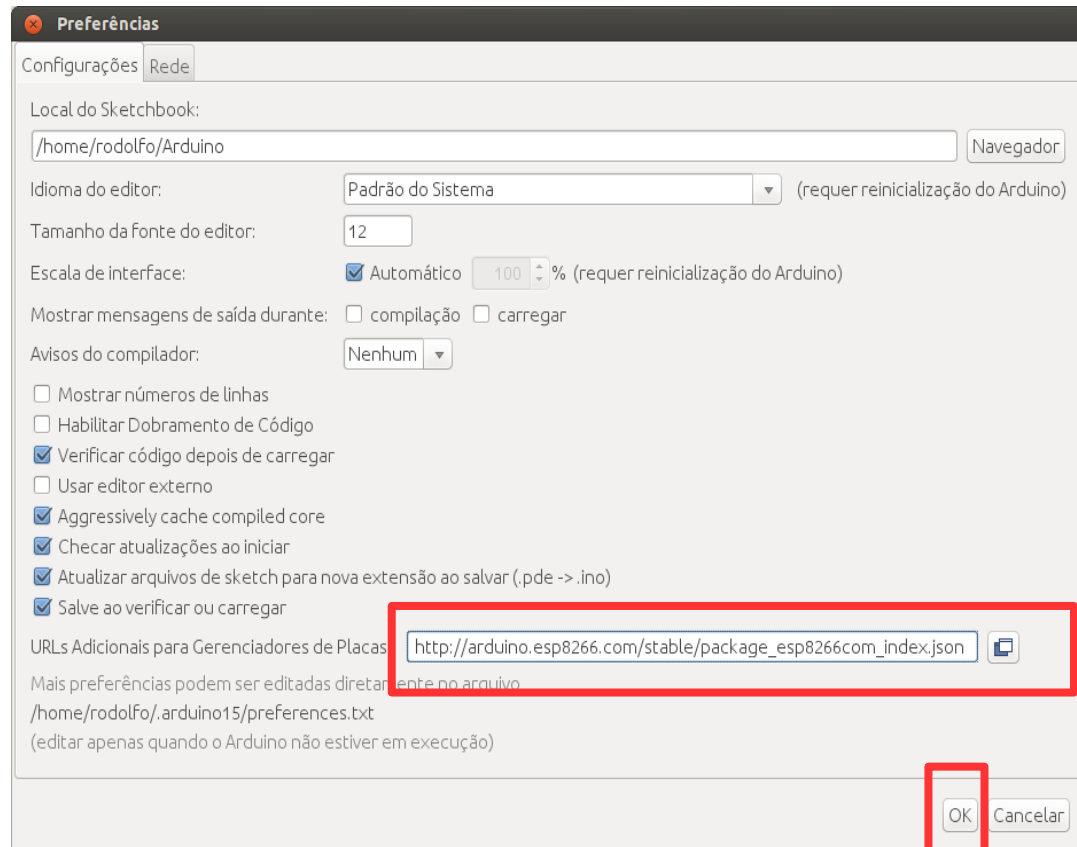 Preferências
Configurações Rede
Local do Sketchbook:
/home/rodolfo/Arduino Navegador
Idioma do editor: Padrão do Sistema (requer reinicialização do Arduino)
Tamanho da fonte do editor: 12
Escala de interface: Automático 100 % (requer reinicialização do Arduino)
Mostrar mensagens de saída durante: compilação carregar
Avisos do compilador: Nenhum
Mostrar números de linhas
Habilitar Dobramento de Código
Verificar código depois de carregar
Usar editor externo
Aggressively cache compiled core
Checar atualizações ao iniciar
Atualizar arquivos de sketch para nova extensão ao salvar (.pde -> .ino)
Salve ao verificar ou carregar
URLs Adicionais para Gerenciadores de Placas http://arduino.esp8266.com/stable/package_esp8266com_index.json
Mais preferências podem ser editadas diretamente no arquivo
/home/rodolfo/.arduino15/preferences.txt
(editar apenas quando o Arduino não estiver em execução)
OK Cancelar